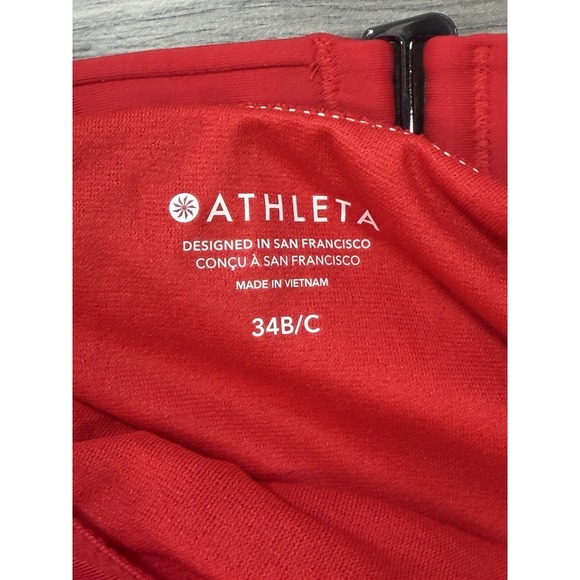 ATHLETA
DESIGNED IN SAN FRANCISCO
CONÇU À SAN FRANCISCO
MADE IN VIETNAM
34B/C